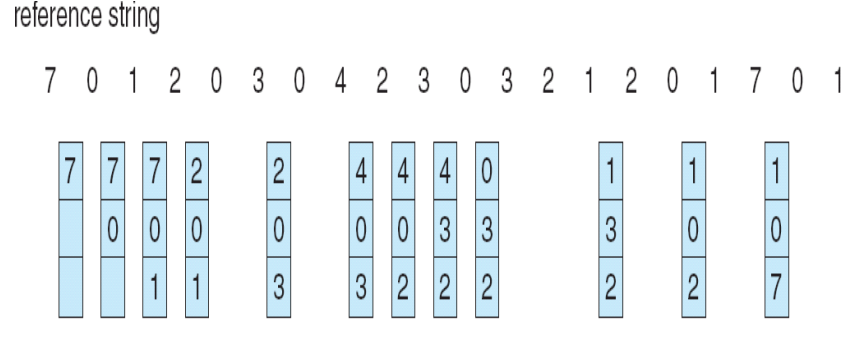 reference string
7 0 1 2 0 3 0 4 2 3 0 3 2 1 2 0 1 7 0 1
7 7 7 2 2 4 4 4 0 1 1 1
0 0 0 0 0 0 3 3 3 0 0
1 1 3 3 2 2 2 2 2 7